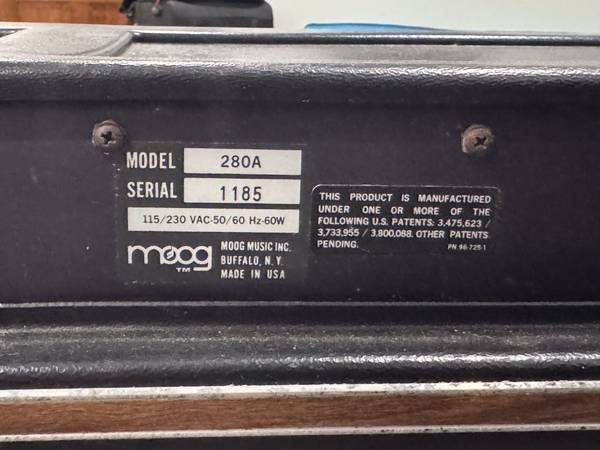 MODEL 280A
SERIAL 1185
115/230 VAC-50/60 Hz-60W
moog
TM
MOOG MUSIC INC.
BUFFALO, N.Y.
MADE IN USA
THIS PRODUCT IS MANUFACTURED
UNDER ONE OR MORE OF THE
FOLLOWING U.S. PATENTS: 3,475,623 /
3,733,955 / 3,800,088. OTHER PATENTS
PENDING.
PN 96-725-1